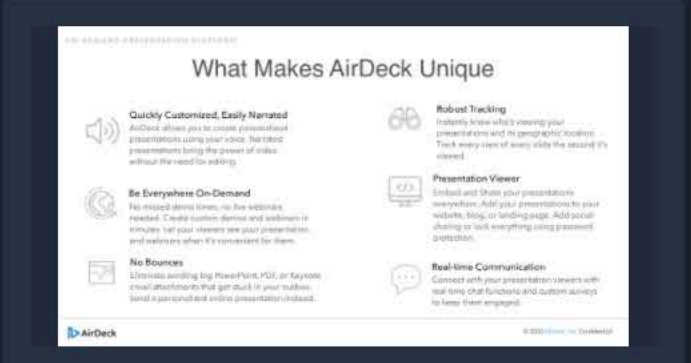 ON-DEMAND PRESENTATION PLATFORM
What Makes AirDeck Unique
Quickly Customized, Easily Narrated
AirDeck allows you to create personalized
presentations using your voice. Narrated
presentations bring the power of video
without the need for editing.
Be Everywhere On-Demand
No missed demo times, no live webinars
needed. Create custom demos and webinars in
minutes. Let your viewers see your presentation
and webinars when it's convenient for them.
No Bounces
Eliminate sending big PowerPoint, PDF, or Keynote
email attachments that get stuck in your outbox.
Send a personalized online presentation instead.
Robust Tracking
Instantly know who's viewing your
presentations and its geographic location.
Track every view of every slide the second it's
viewed.
Presentation Viewer
Embed and Share your presentations
everywhere. Add your presentations to your
website, blog, or landing page. Add social
sharing or lock everything using password
protection.
Real-time Communication
Connect with your presentation viewers with
real time chat functions and custom surveys
to keep them engaged.
AirDeck
© 2020 Inc. Confidential